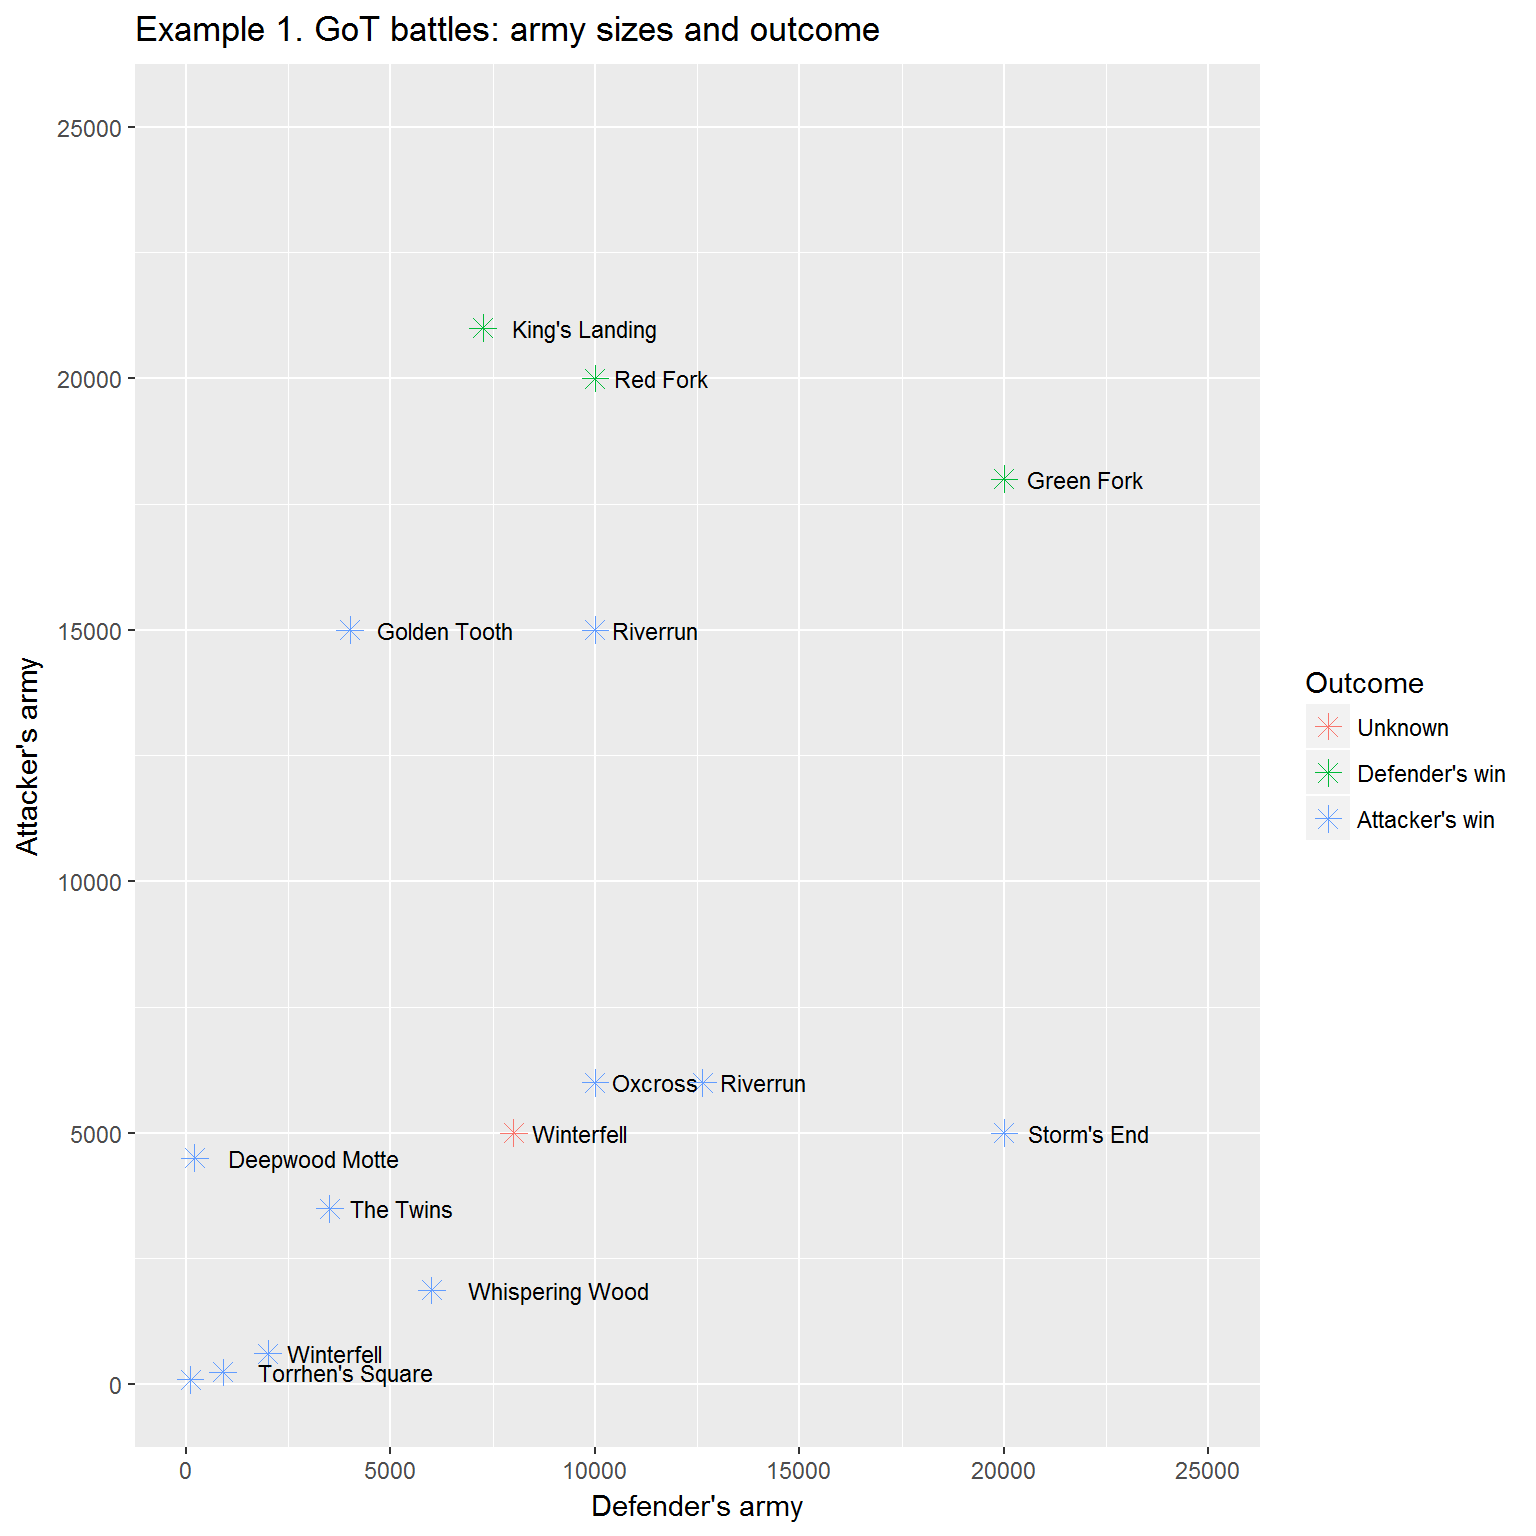 Example 1. GoT battles: army sizes and outcome
25000
20000
15000
10000
5000
0
Attacker's army
King's Landing
Red Fork
Green Fork
Golden Tooth
Riverrun
Oxcross
Riverrun
Winterfell
Storm's End
Deepwood Motte
The Twins
Whispering Wood
Winterfell
Torrhen's Square
0
5000
10000
15000
20000
25000
Defender's army
Outcome
Unknown
Defender's win
Attacker's win